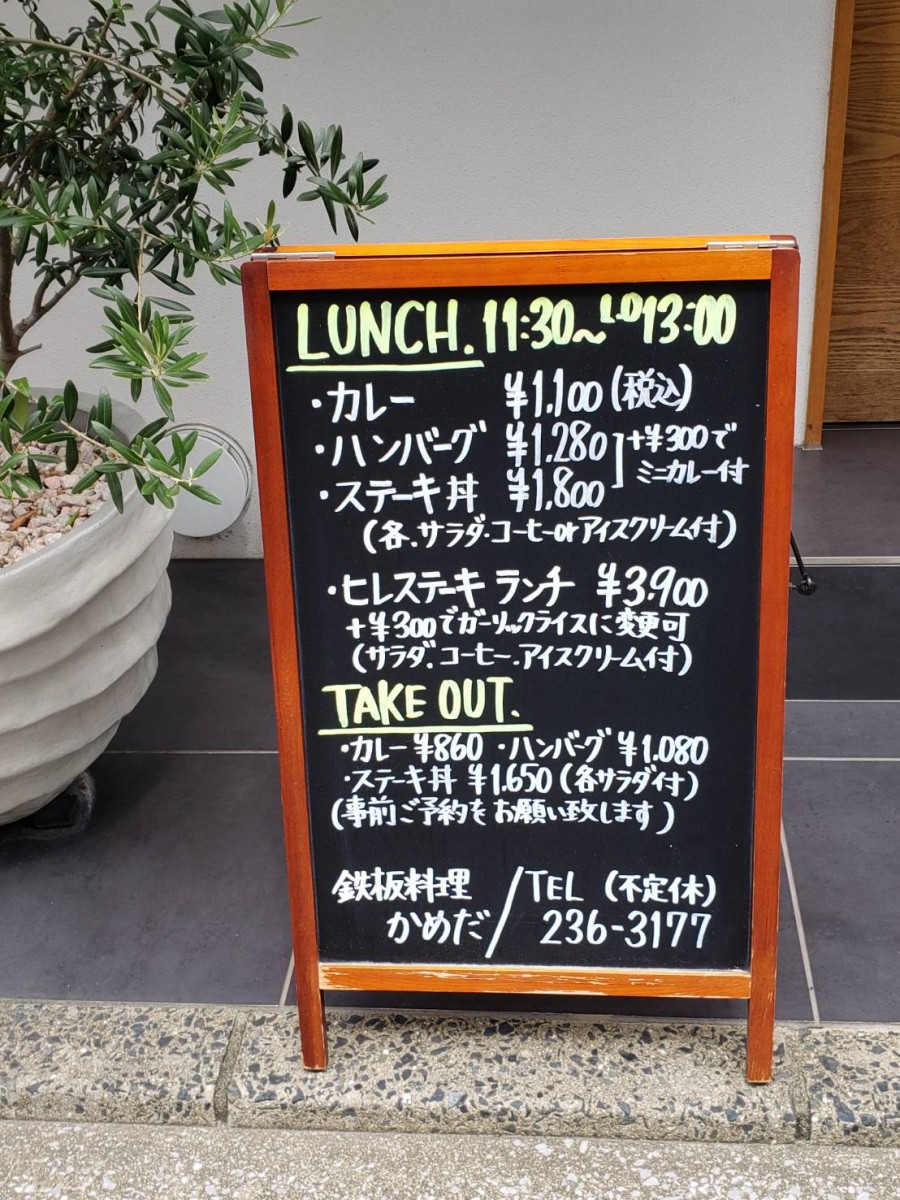 LUNCH. 11:30～L.O13:00
・カレー ¥1,100(税込)
・ハンバーグ ¥1,280 +¥300で
・ステーキ丼 ¥1,800 ミニカレー付
(各.サラダ・コーヒーorアイスクリーム付)
・ヒレステーキ ランチ ¥3,900
+¥300でガーリックライスに変更可
(サラダ.コーヒー.アイスクリーム付)
TAKE OUT.
・カレー ¥860 ・ハンバーグ ¥1.080
・ステーキ丼 ¥1,650 (各サラダ付)
(事前ご予約もお願い致します)
鉄板料理 / TEL (不定休)
かめだ / 236-3177